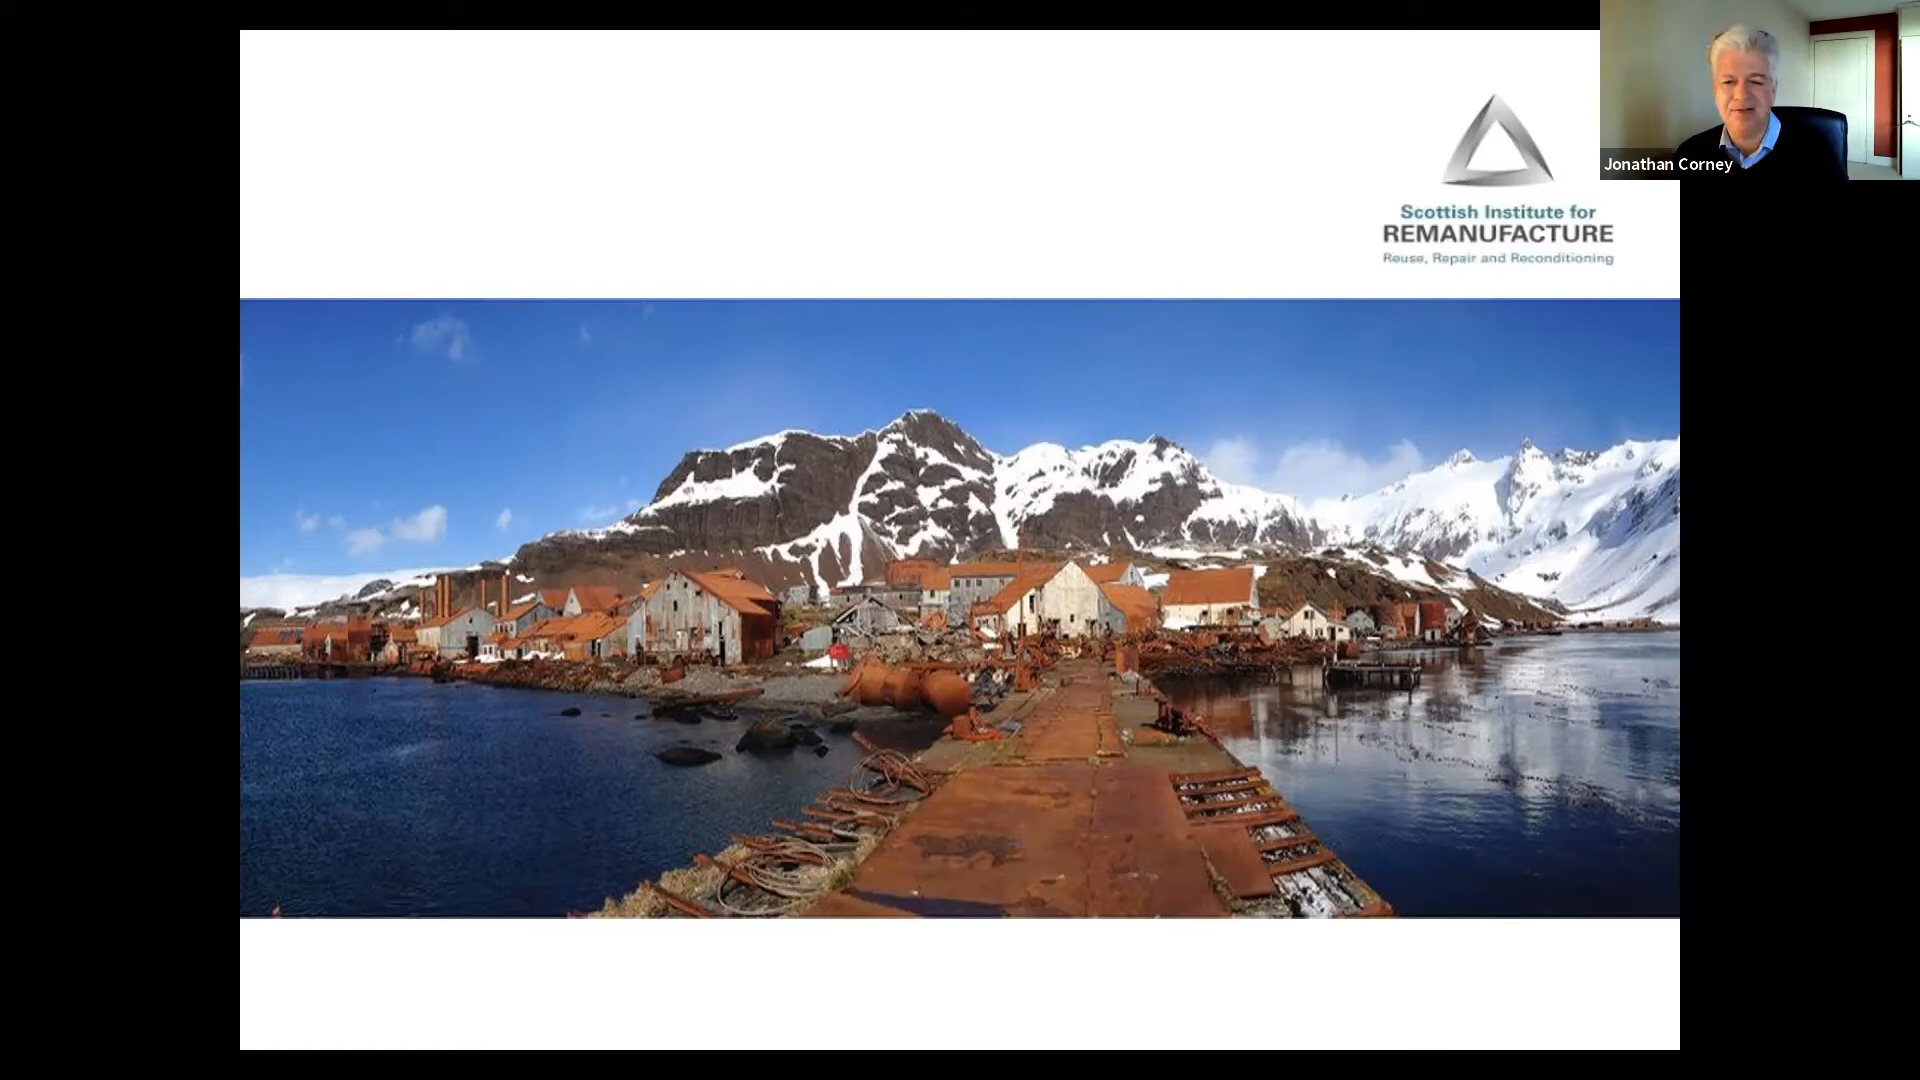 Scottish Institute for
REMANUFACTURE
Reuse, Repair and Reconditioning
Jonathan Corney